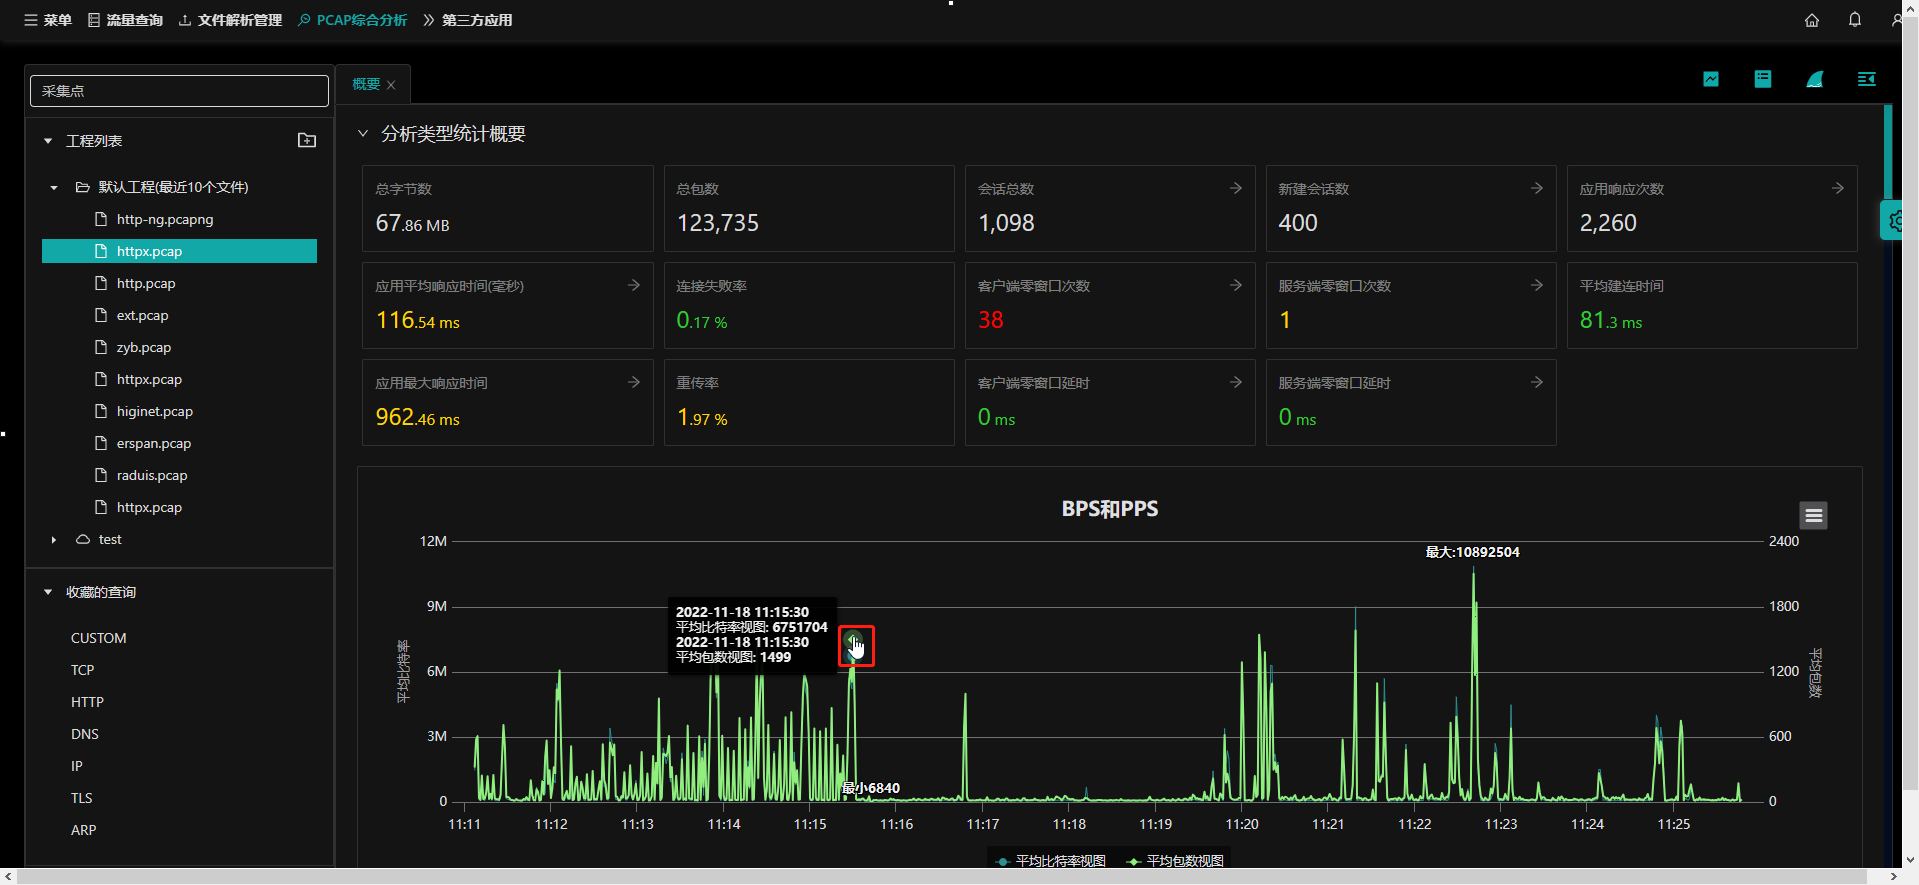 菜单 流量查询 文件解析管理 PCAP综合分析 第三方应用
采集点
工程列表
默认工程(最近10个文件)
http-ng.pcapng
httpx.pcap
http.pcap
ext.pcap
zyb.pcap
httpx.pcap
higinet.pcap
erspan.pcap
raduis.pcap
httpx.pcap
test
收藏的查询
CUSTOM
TCP
HTTP
DNS
IP
TLS
ARP
概要
分析类型统计概要
总字节数
67.86 MB
总包数
123,735
会话总数
1,098
新建会话数
400
应用响应次数
2,260
应用平均响应时间(毫秒)
116.54 ms
连接失败率
0.17 %
客户端零窗口次数
38
服务端零窗口次数
1
平均建连时间
81.3 ms
应用最大响应时间
962.46 ms
重传率
1.97 %
客户端零窗口延时
0 ms
服务端零窗口延时
0 ms
BPS和PPS
12M
9M
6M
3M
0
平均比特率
2400
1800
1200
600
0
平均包数
最大:10892504
2022-11-18 11:15:30
平均比特率视图: 6751704
2022-11-18 11:15:30
平均包数视图: 1499
最小6840
11:11 11:12 11:13 11:14 11:15 11:16 11:17 11:18 11:19 11:20 11:21 11:22 11:23 11:24 11:25
平均比特率视图 平均包数视图